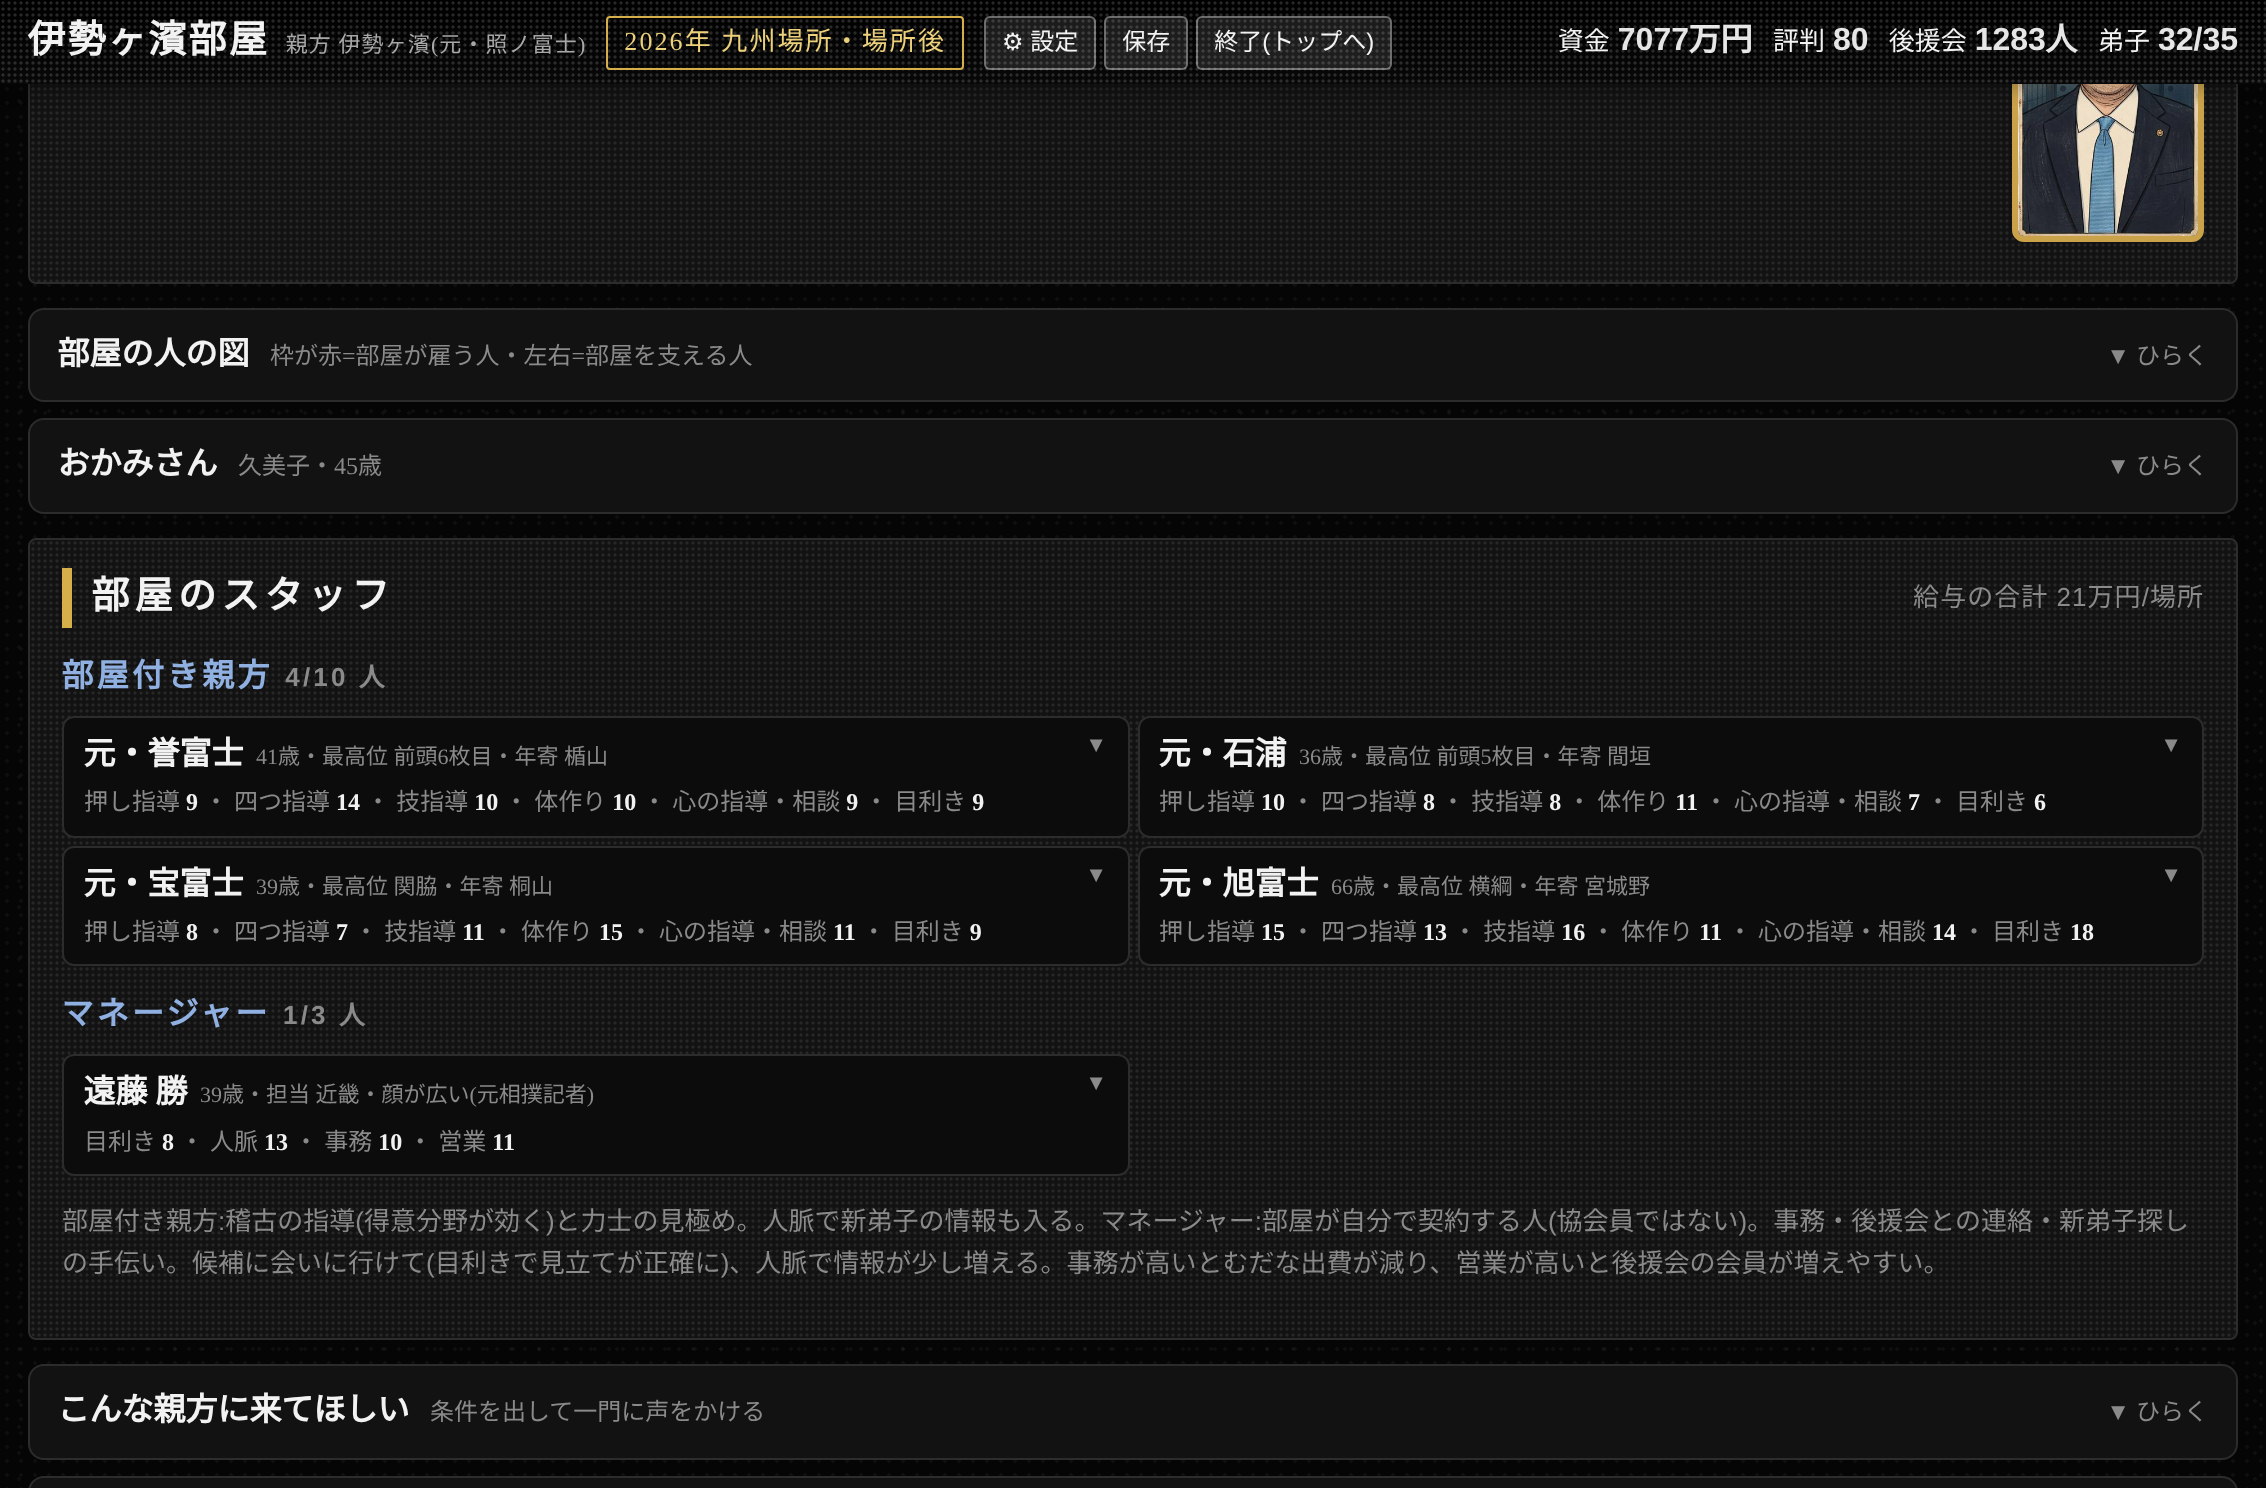 伊勢ヶ濱部屋 親方 伊勢ヶ濱(元・照ノ富士) 2026年 九州場所・場所後 ⚙ 設定 保存 終了(トップへ) 資金 7077万円 評判 80 後援会 1283人 弟子 32/35
部屋の人の図 枠が赤=部屋が雇う人・左右=部屋を支える人 ▼ ひらく
おかみさん 久美子・45歳 ▼ ひらく
部屋のスタッフ 給与の合計 21万円/場所
部屋付き親方 4/10 人
元・誉富士 41歳・最高位 前頭6枚目・年寄 楯山 ▼
押し指導 9 ・ 四つ指導 14 ・ 技指導 10 ・ 体作り 10 ・ 心の指導・相談 9 ・ 目利き 9
元・石浦 36歳・最高位 前頭5枚目・年寄 間垣 ▼
押し指導 10 ・ 四つ指導 8 ・ 技指導 8 ・ 体作り 11 ・ 心の指導・相談 7 ・ 目利き 6
元・宝富士 39歳・最高位 関脇・年寄 桐山 ▼
押し指導 8 ・ 四つ指導 7 ・ 技指導 11 ・ 体作り 15 ・ 心の指導・相談 11 ・ 目利き 9
元・旭富士 66歳・最高位 横綱・年寄 宮城野 ▼
押し指導 15 ・ 四つ指導 13 ・ 技指導 16 ・ 体作り 11 ・ 心の指導・相談 14 ・ 目利き 18
マネージャー 1/3 人
遠藤 勝 39歳・担当 近畿・顔が広い(元相撲記者) ▼
目利き 8 ・ 人脈 13 ・ 事務 10 ・ 営業 11
部屋付き親方:稽古の指導(得意分野が効く)と力士の見極め。人脈で新弟子の情報も入る。マネージャー:部屋が自分で契約する人(協会員ではない)。事務・後援会との連絡・新弟子探し
の手伝い。候補に会いに行けて(目利きで見立てが正確に)、人脈で情報が少し増える。事務が高いとむだな出費が減り、営業が高いと後援会の会員が増えやすい。
こんな親方に来てほしい 条件を出して一門に声をかける ▼ ひらく